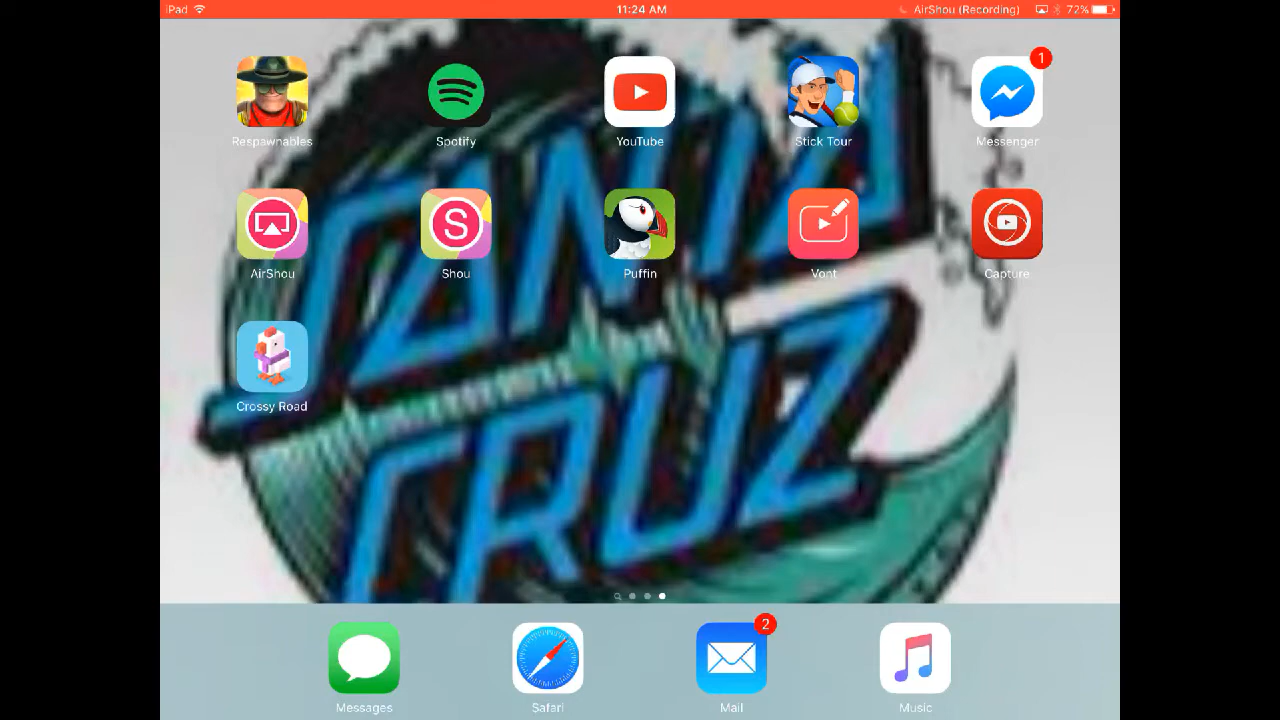 iPad 11:24 AM AirShou (Recording) 72%
1
Respawnables Spotify YouTube Stick Tour Messenger
S
AirShou Shou Puffin Vont Capture
SANTA
CRUZ
Crossy Road
2
Messages Safari Mail Music